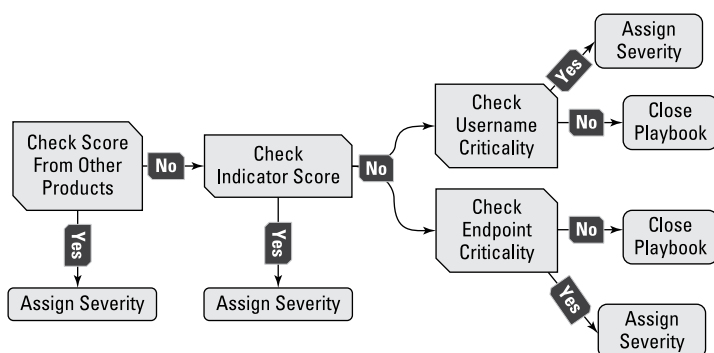 Check Score
From Other
Products
No
Yes
Assign Severity
Check
Indicator Score
No
Yes
Assign Severity
Check
Username
Criticality
Yes
Assign
Severity
No
Close
Playbook
Check
Endpoint
Criticality
No
Close
Playbook
Yes
Assign
Severity